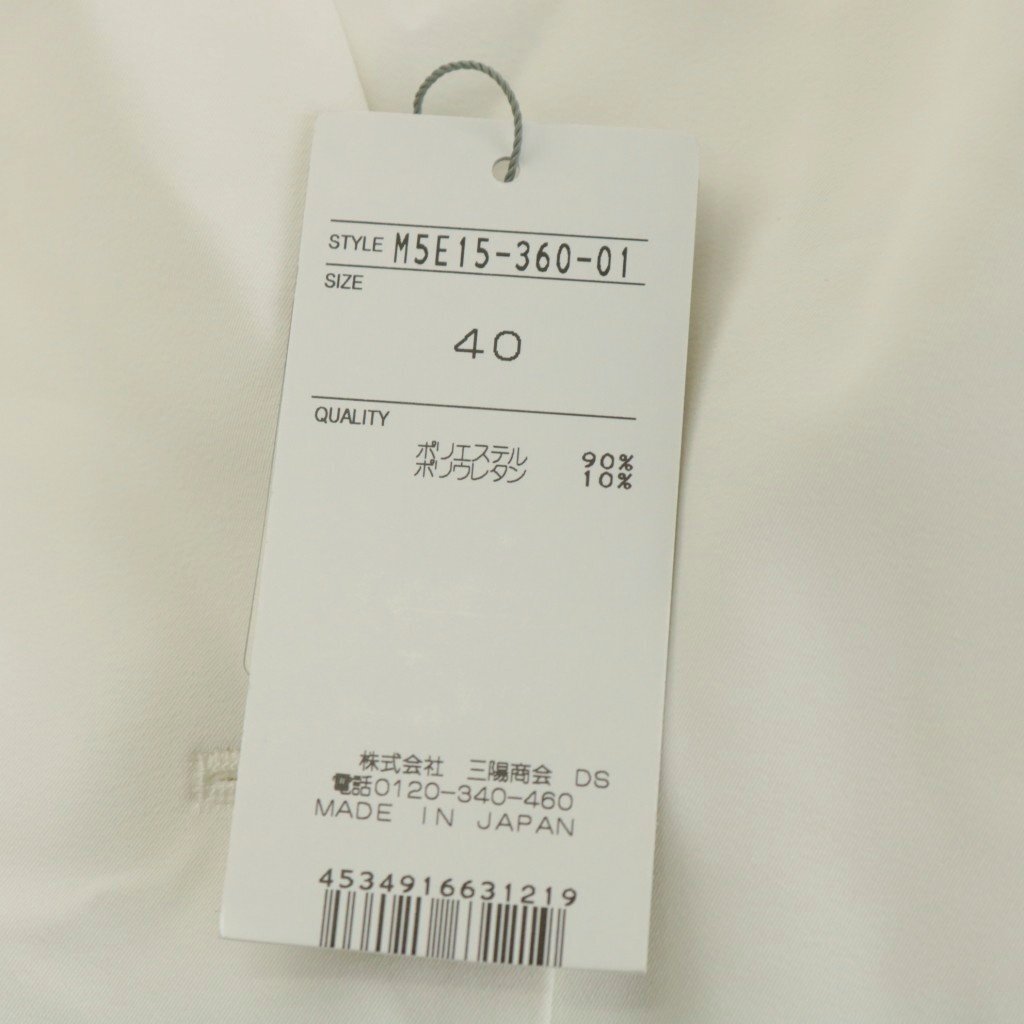 STYLE M5E15-360-01
SIZE
40
QUALITY
ポリエステル 90%
ポリウレタン 10%
株式会社 三陽商会 DS
電話0120-340-460
MADE IN JAPAN
4534916631219